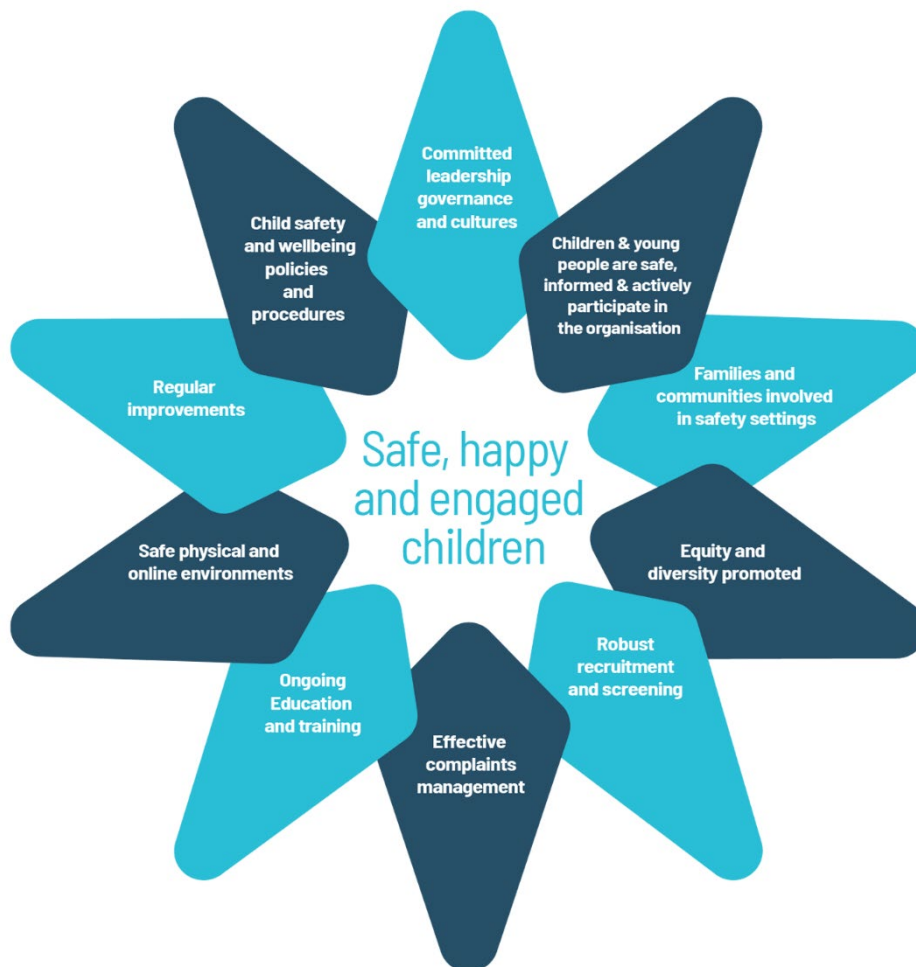 Committed
leadership
governance
and cultures
Children & young
people are safe,
informed & actively
participate in
the organisation
Families and
communities involved
in safety settings
Equity and
diversity promoted
Robust
recruitment
and screening
Effective
complaints
management
Ongoing
Education
and training
Safe physical and
online environments
Regular
improvements
Child safety
and wellbeing
policies
and
procedures
Safe, happy
and engaged
children